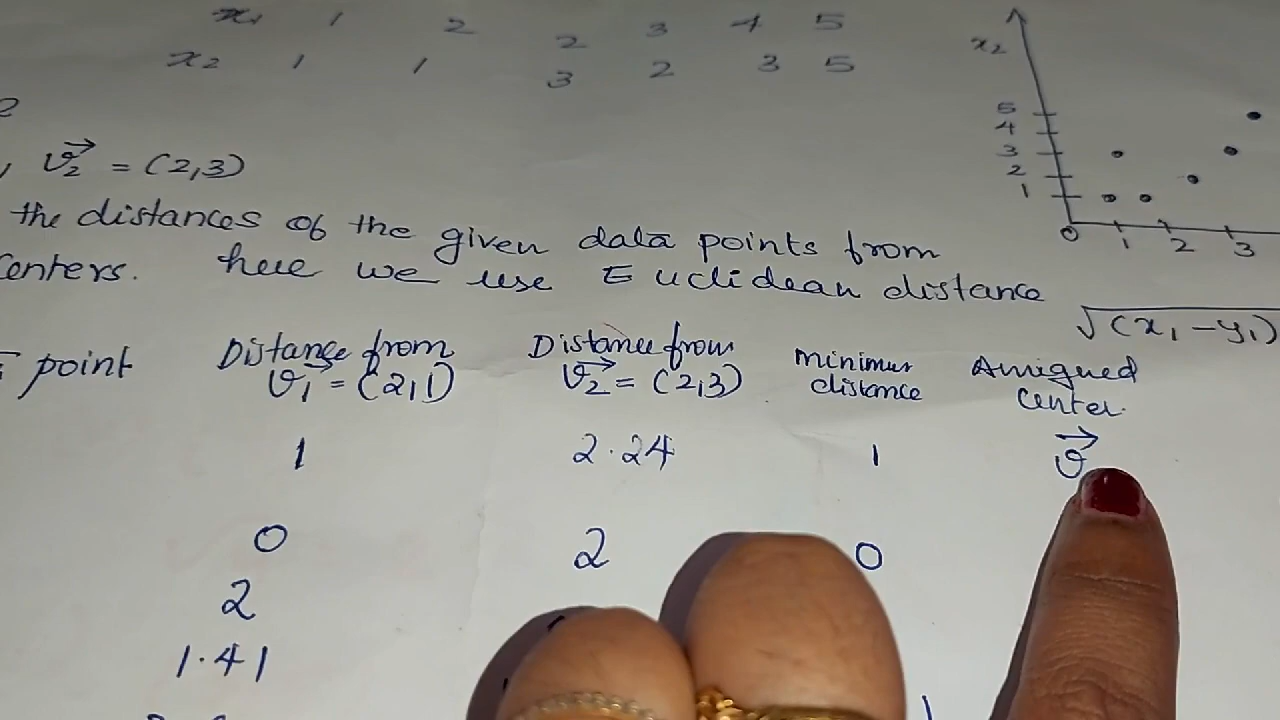 x1 1 2 2 3 4 5
x2 1 1 3 2 3 5
2
, v2 = (2,3)
the distances of the given data points from
centers. here we use Euclidean distance
√(x1 - y1)
point
Distance from v1 = (2,1)
Distance from v2 = (2,3)
minimum distance
Assigned center.
1 2.24 1 v
0 2 0
2
1.41
x2
5
4
3
2
1
0 1 2 3